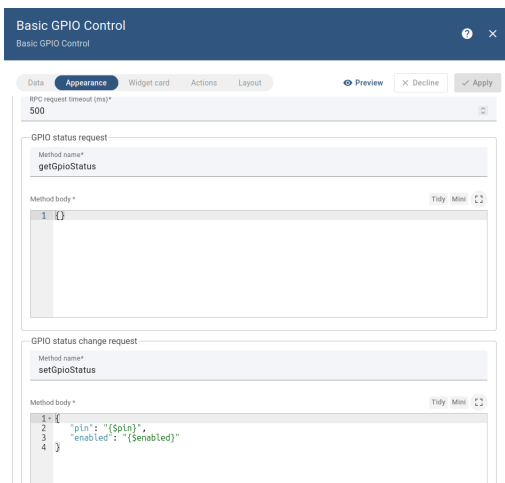 Basic GPIO Control
Basic GPIO Control
Data Appearance Widget card Actions Layout Preview Decline Apply
RPC request timeout (ms)*
500
GPIO status request
Method name*
getGpioStatus
Method body * Tidy Mini
1 {}
GPIO status change request
Method name*
setGpioStatus
Method body * Tidy Mini
1 {
2 "pin": "{$pin}",
3 "enabled": "{$enabled}"
4 }